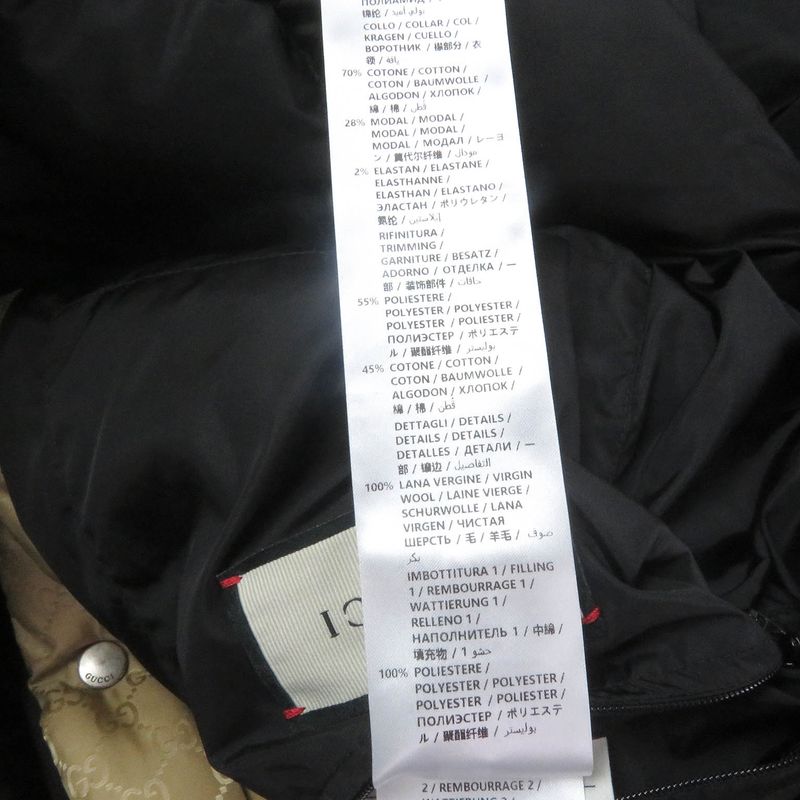 ПОЛИАМИД /
锦纶 / بولي أميد
COLLO / COLLAR / COL /
KRAGEN / CUELLO /
ВОРОТНИК / 襟部分 / 衣
领 / ياقة
70% COTONE / COTTON /
COTON / BAUMWOLLE /
ALGODON / ХЛОПОК /
綿 / 棉 / قطن
28% MODAL / MODAL /
MODAL / MODAL /
MODAL / МОДАЛ / レーヨ
ン / 莫代尔纤维 / مودال
2% ELASTAN / ELASTANE /
ELASTHANNE /
ELASTHAN / ELASTANO /
ЭЛАСТАН / ポリウレタン /
氨纶 / إيلاستين
RIFINITURA /
TRIMMING /
GARNITURE / BESATZ /
ADORNO / ОТДЕЛКА / 一
部 / 装饰部件 / حافات
55% POLIESTERE /
POLYESTER / POLYESTER /
POLYESTER / POLIESTER /
ПОЛИЭСТЕР / ポリエステ
ル / 聚酯纤维 / بوليستر
45% COTONE / COTTON /
COTON / BAUMWOLLE /
ALGODON / ХЛОПОК /
綿 / 棉 / قطن
DETTAGLI / DETAILS /
DETAILS / DETAILS /
DETALLES / ДЕТАЛИ / 一
部 / 镶边 / التفاصيل
100% LANA VERGINE / VIRGIN
WOOL / LAINE VIERGE /
SCHURWOLLE / LANA
VIRGEN / ЧИСТАЯ
ШЕРСТЬ / 毛 / 羊毛 / صوف
بكر
IMBOTTITURA 1 / FILLING
1 / REMBOURRAGE 1 /
WATTIERUNG 1 /
RELLENO 1 /
НАПОЛНИТЕЛЬ 1 / 中綿 /
填充物 / حشو 1
100% POLIESTERE /
POLYESTER / POLYESTER /
POLYESTER / POLIESTER /
ПОЛИЭСТЕР / ポリエステ
ル / 聚酯纤维 / بوليستر
2 / REMBOURRAGE 2 /
WATTIERUNG 2 /
CI
GUCCI